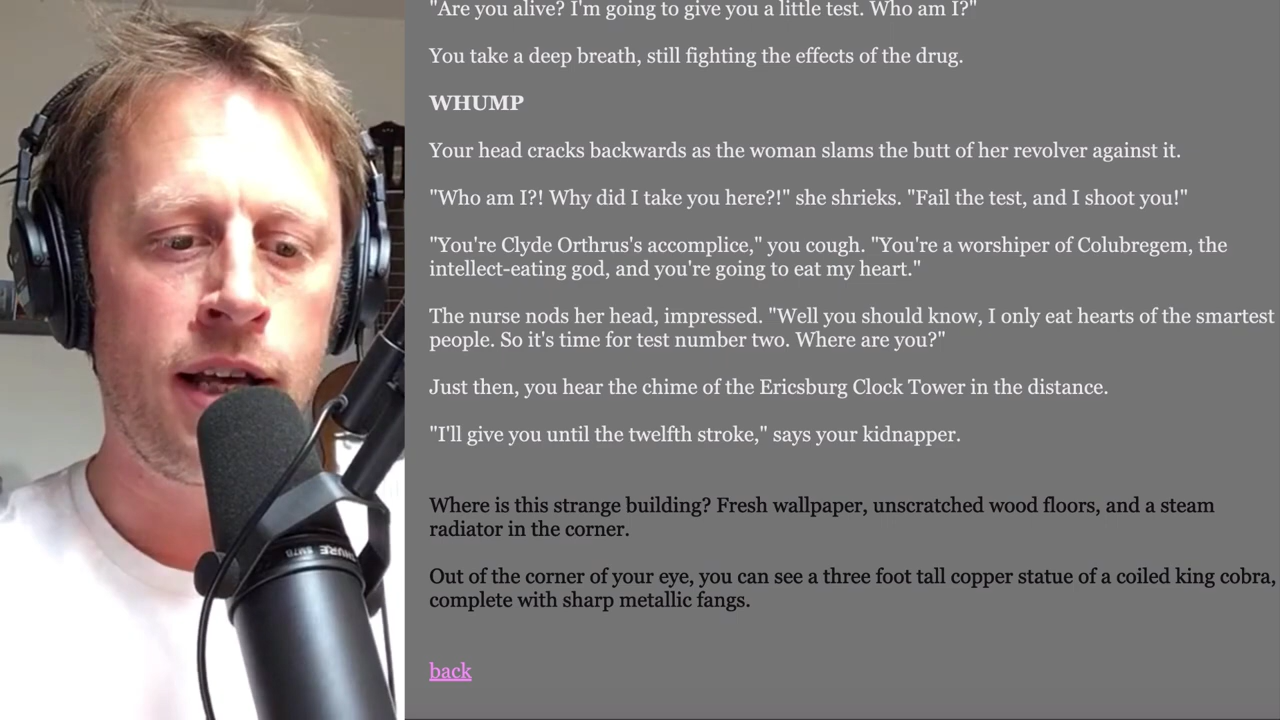 "Are you alive? I'm going to give you a little test. Who am I?"
You take a deep breath, still fighting the effects of the drug.
WHUMP
Your head cracks backwards as the woman slams the butt of her revolver against it.
"Who am I?! Why did I take you here?!" she shrieks. "Fail the test, and I shoot you!"
"You're Clyde Orthrus's accomplice," you cough. "You're a worshiper of Colubregem, the
intellect-eating god, and you're going to eat my heart."
The nurse nods her head, impressed. "Well you should know, I only eat hearts of the smartest
people. So it's time for test number two. Where are you?"
Just then, you hear the chime of the Ericsburg Clock Tower in the distance.
"I'll give you until the twelfth stroke," says your kidnapper.
Where is this strange building? Fresh wallpaper, unscratched wood floors, and a steam
radiator in the corner.
Out of the corner of your eye, you can see a three foot tall copper statue of a coiled king cobra,
complete with sharp metallic fangs.
back
SHURE SM7B